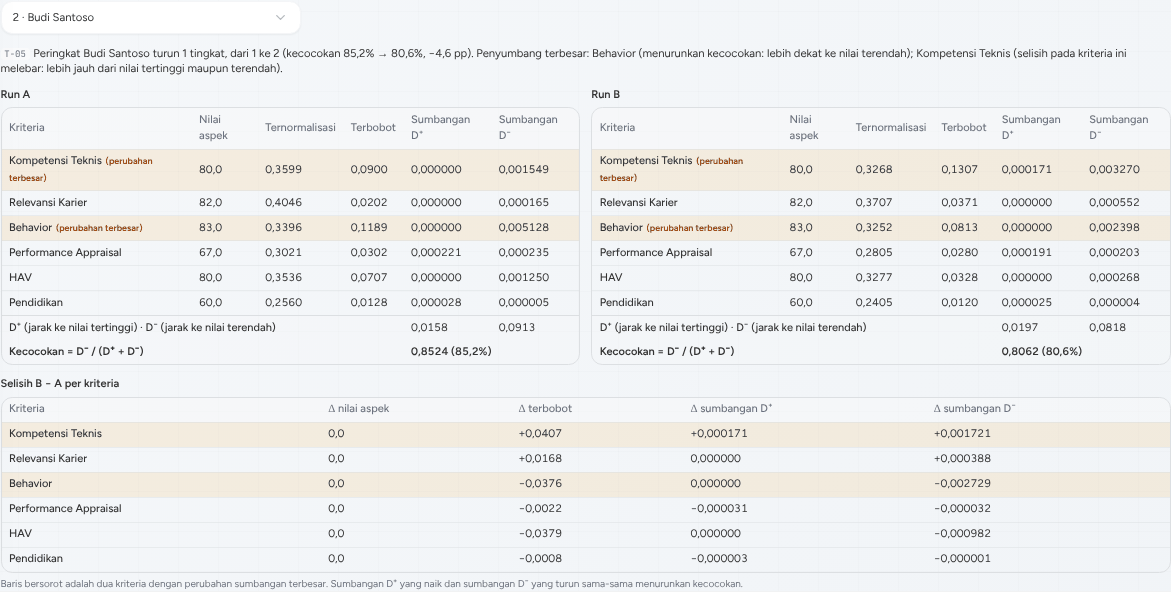 2 · Budi Santoso
T-05 Peringkat Budi Santoso turun 1 tingkat, dari 1 ke 2 (kecocokan 85,2% → 80,6%, −4,6 pp). Penyumbang terbesar: Behavior (menurunkan kecocokan: lebih dekat ke nilai terendah); Kompetensi Teknis (selisih pada kriteria ini
melebar: lebih jauh dari nilai tertinggi maupun terendah).
Run A
Kriteria Nilai aspek Ternormalisasi Terbobot Sumbangan D⁺ Sumbangan D⁻
Kompetensi Teknis (perubahan terbesar) 80,0 0,3599 0,0900 0,000000 0,001549
Relevansi Karier 82,0 0,4046 0,0202 0,000000 0,000165
Behavior (perubahan terbesar) 83,0 0,3396 0,1189 0,000000 0,005128
Performance Appraisal 67,0 0,3021 0,0302 0,000221 0,000235
HAV 80,0 0,3536 0,0707 0,000000 0,001250
Pendidikan 60,0 0,2560 0,0128 0,000028 0,000005
D⁺ (jarak ke nilai tertinggi) · D⁻ (jarak ke nilai terendah) 0,0158 0,0913
Kecocokan = D⁻ / (D⁺ + D⁻) 0,8524 (85,2%)
Run B
Kriteria Nilai aspek Ternormalisasi Terbobot Sumbangan D⁺ Sumbangan D⁻
Kompetensi Teknis (perubahan terbesar) 80,0 0,3268 0,1307 0,000171 0,003270
Relevansi Karier 82,0 0,3707 0,0371 0,000000 0,000552
Behavior (perubahan terbesar) 83,0 0,3252 0,0813 0,000000 0,002398
Performance Appraisal 67,0 0,2805 0,0280 0,000191 0,000203
HAV 80,0 0,3277 0,0328 0,000000 0,000268
Pendidikan 60,0 0,2405 0,0120 0,000025 0,000004
D⁺ (jarak ke nilai tertinggi) · D⁻ (jarak ke nilai terendah) 0,0197 0,0818
Kecocokan = D⁻ / (D⁺ + D⁻) 0,8062 (80,6%)
Selisih B − A per kriteria
Kriteria Δ nilai aspek Δ terbobot Δ sumbangan D⁺ Δ sumbangan D⁻
Kompetensi Teknis 0,0 +0,0407 +0,000171 +0,001721
Relevansi Karier 0,0 +0,0168 0,000000 +0,000388
Behavior 0,0 −0,0376 0,000000 −0,002729
Performance Appraisal 0,0 −0,0022 −0,000031 −0,000032
HAV 0,0 −0,0379 0,000000 −0,000982
Pendidikan 0,0 −0,0008 −0,000003 −0,000001
Baris bersorot adalah dua kriteria dengan perubahan sumbangan terbesar. Sumbangan D⁺ yang naik dan sumbangan D⁻ yang turun sama-sama menurunkan kecocokan.